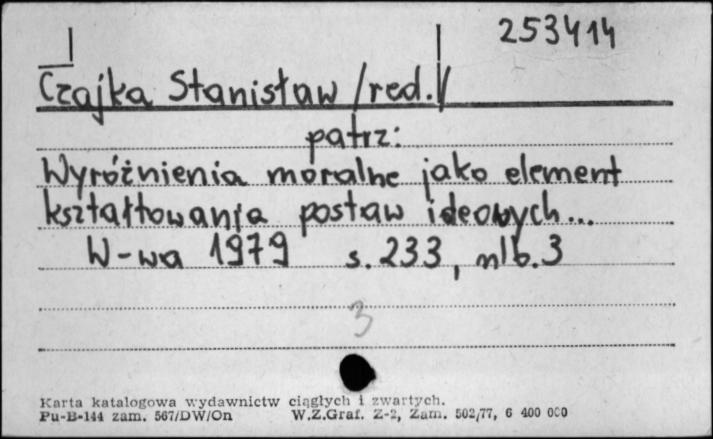 253414
Czajka Stanisław /red./
patrz:
Wyróżnienia moralne jako element
kształtowania postaw ideowych...
W-wa 1979 s. 233, nlb. 3
3
Karta katalogowa wydawnictw ciągłych i zwartych.
Pu-B-144 zam. 567/DW/On W.Z.Graf. Z-2, Zam. 502/77, 6 400 000